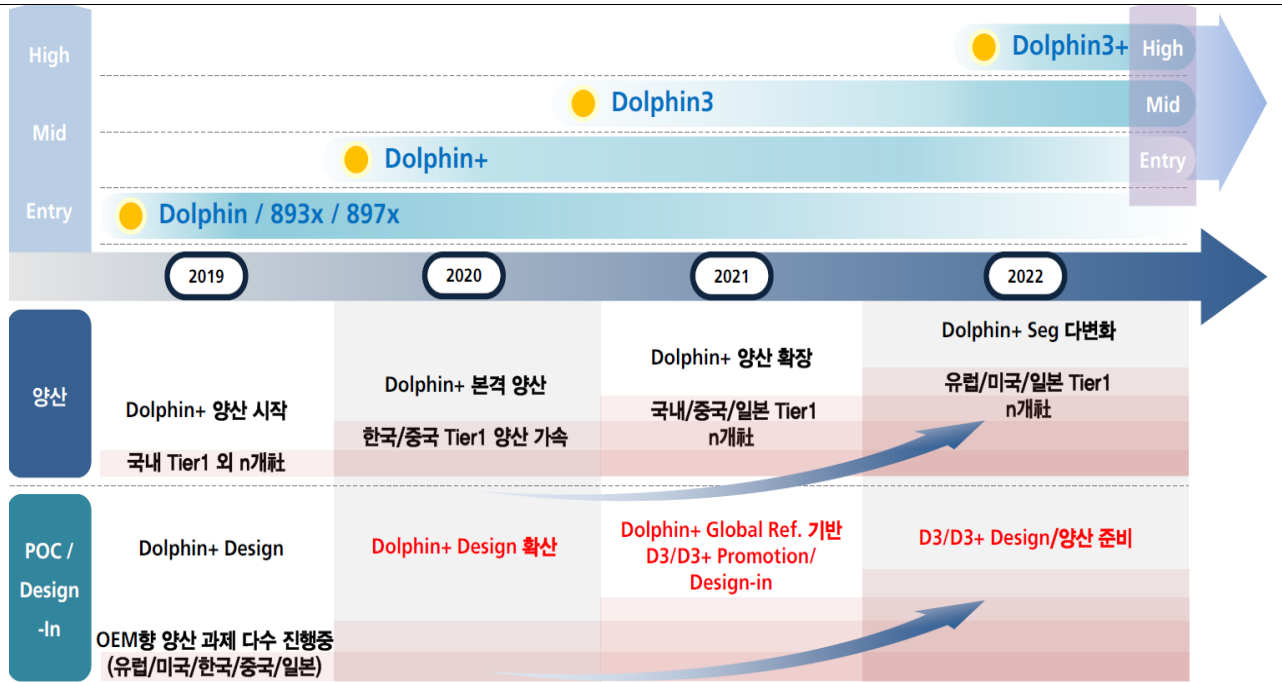 High
Mid
Entry
Dolphin3+
High
Dolphin3
Mid
Dolphin+
Entry
Dolphin / 893x / 897x
2019
2020
2021
2022
양산
Dolphin+ 양산 시작
국내 Tier1 외 n개社
Dolphin+ 본격 양산
한국/중국 Tier1 양산 가속
Dolphin+ 양산 확장
국내/중국/일본 Tier1
n개社
Dolphin+ Seg 다변화
유럽/미국/일본 Tier1
n개社
POC /
Design
-In
Dolphin+ Design
OEM향 양산 과제 다수 진행중
(유럽/미국/한국/중국/일본)
Dolphin+ Design 확산
Dolphin+ Global Ref. 기반
D3/D3+ Promotion/
Design-in
D3/D3+ Design/양산 준비